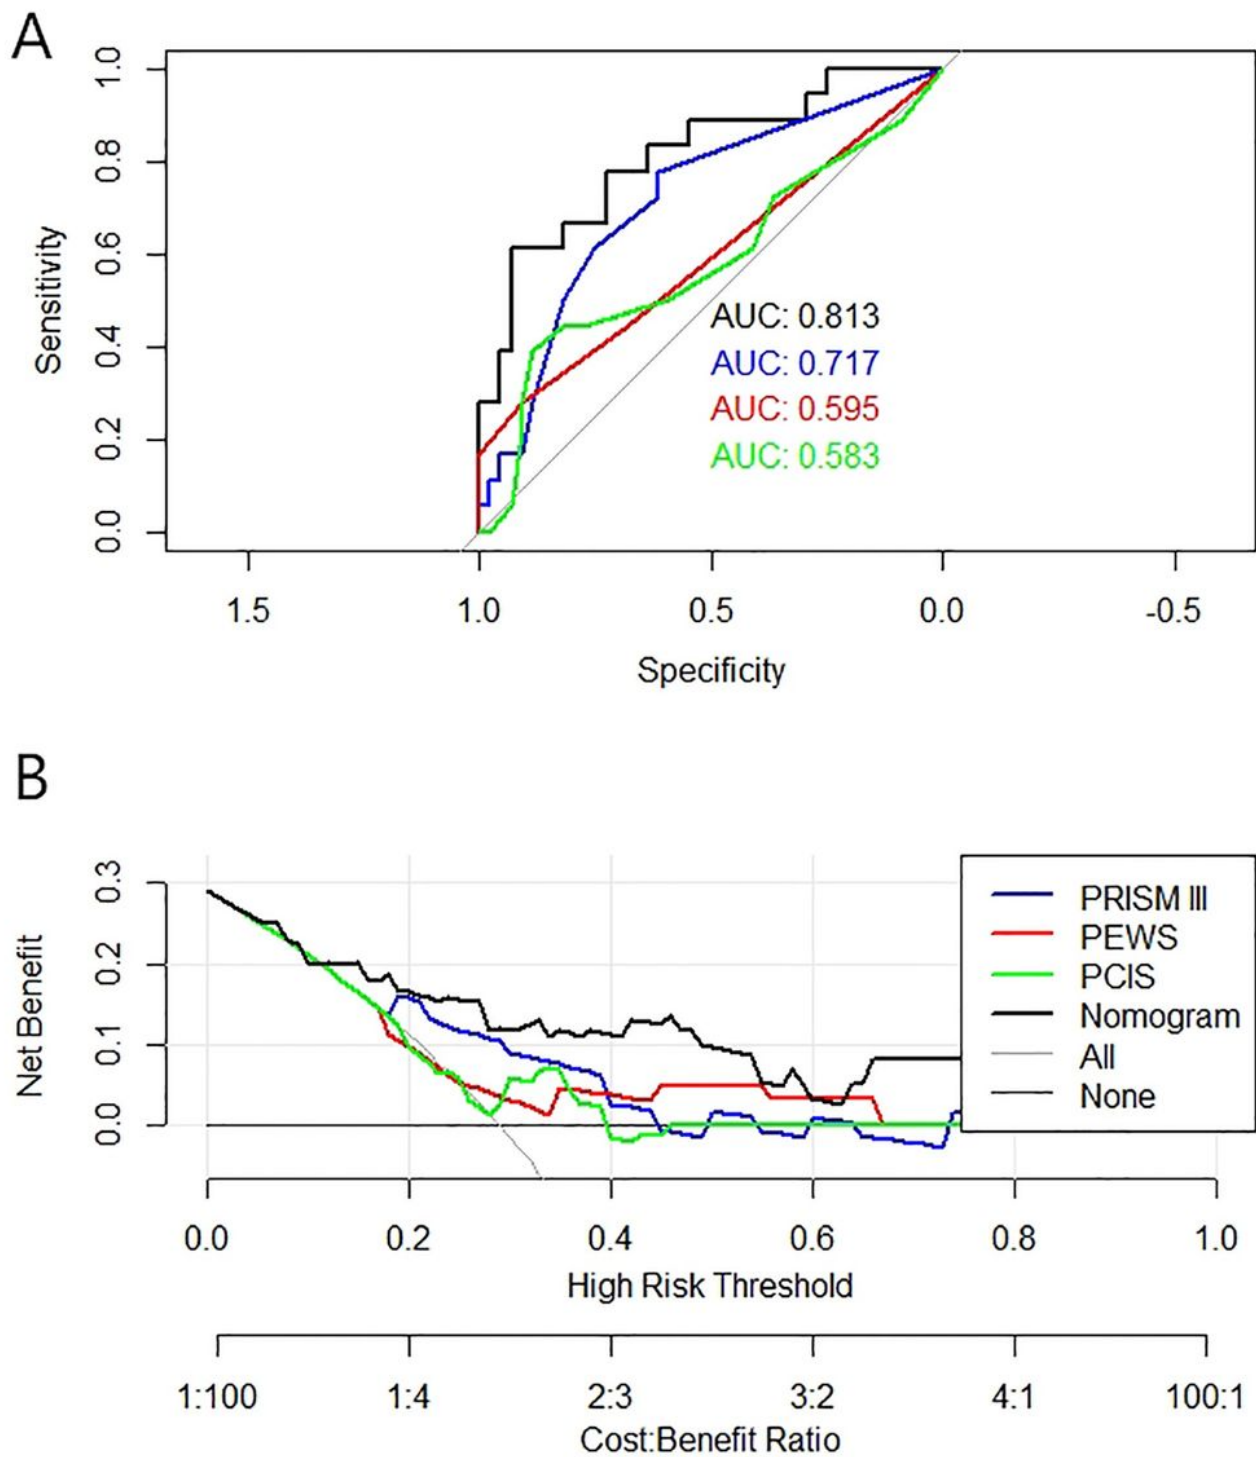 A
1.0
0.8
0.6
0.4
0.2
0.0
Sensitivity
AUC: 0.813
AUC: 0.717
AUC: 0.595
AUC: 0.583
1.5 1.0 0.5 0.0 -0.5
Specificity
B
0.3
0.2
0.1
0.0
Net Benefit
PRISM III
PEWS
PCIS
Nomogram
All
None
0.0 0.2 0.4 0.6 0.8 1.0
High Risk Threshold
1:100 1:4 2:3 3:2 4:1 100:1
Cost:Benefit Ratio